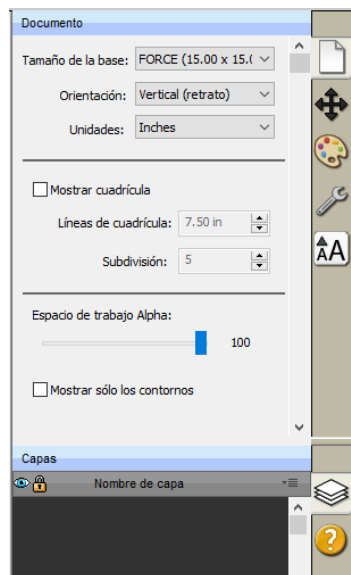 Documento
Tamaño de la base: FORCE (15.00 x 15.(
Orientación: Vertical (retrato)
Unidades: Inches
Mostrar cuadrícula
Líneas de cuadrícula: 7.50 in
Subdivisión: 5
Espacio de trabajo Alpha:
100
Mostrar sólo los contornos
Capas
Nombre de capa
AA
?